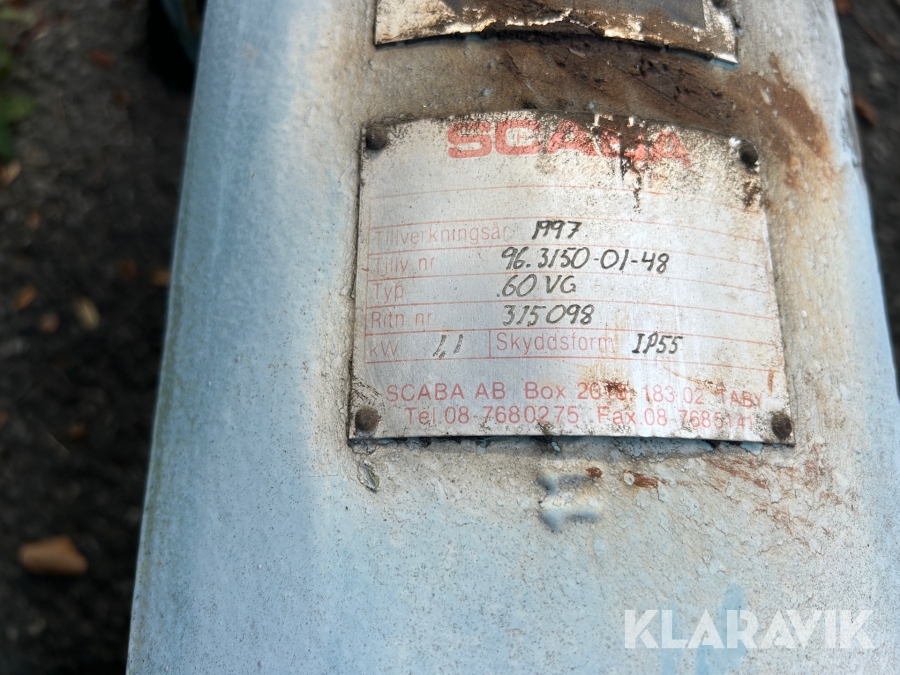 SCABA
Tillverkningsår 1997
Tillv.nr. 96.3150-01-48
Typ 60 VG
Ritn.nr. 315098
kW 1,1 Skyddsform IP55
SCABA AB Box 183 02 TÄBY
Tel.08-7680275 Fax.08-7685141
KLARAVIK